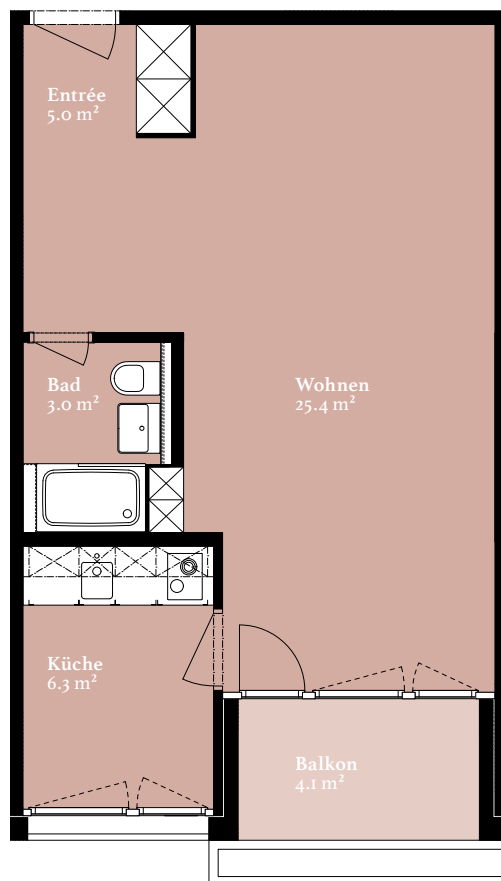 Entrée
5.0 m²
Bad
3.0 m²
Wohnen
25.4 m²
Küche
6.3 m²
Balkon
4.1 m²